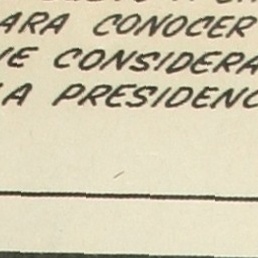 ARA CONOCER
UE CONSIDERA
A PRESIDENC